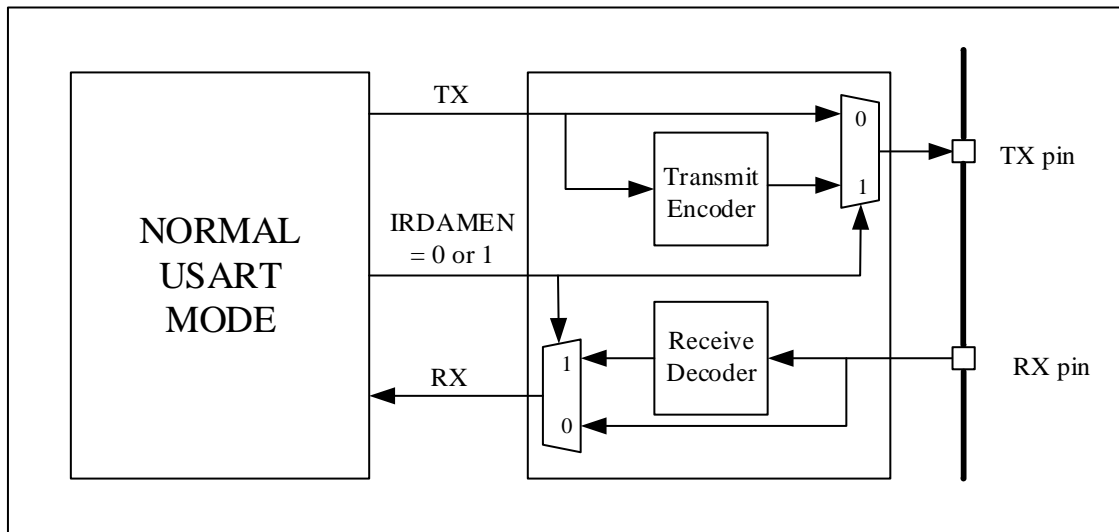 TX
0
Transmit
Encoder
1
TX pin
NORMAL
USART
MODE
IRDAMEN
= 0 or 1
Receive
Decoder
1
RX
0
RX pin